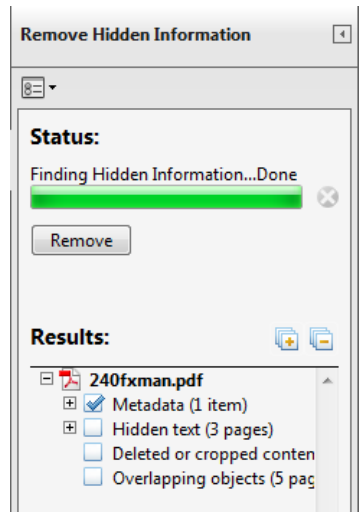 Remove Hidden Information
Status:
Finding Hidden Information...Done
Remove
Results:
240fxman.pdf
Metadata (1 item)
Hidden text (3 pages)
Deleted or cropped conten
Overlapping objects (5 pag